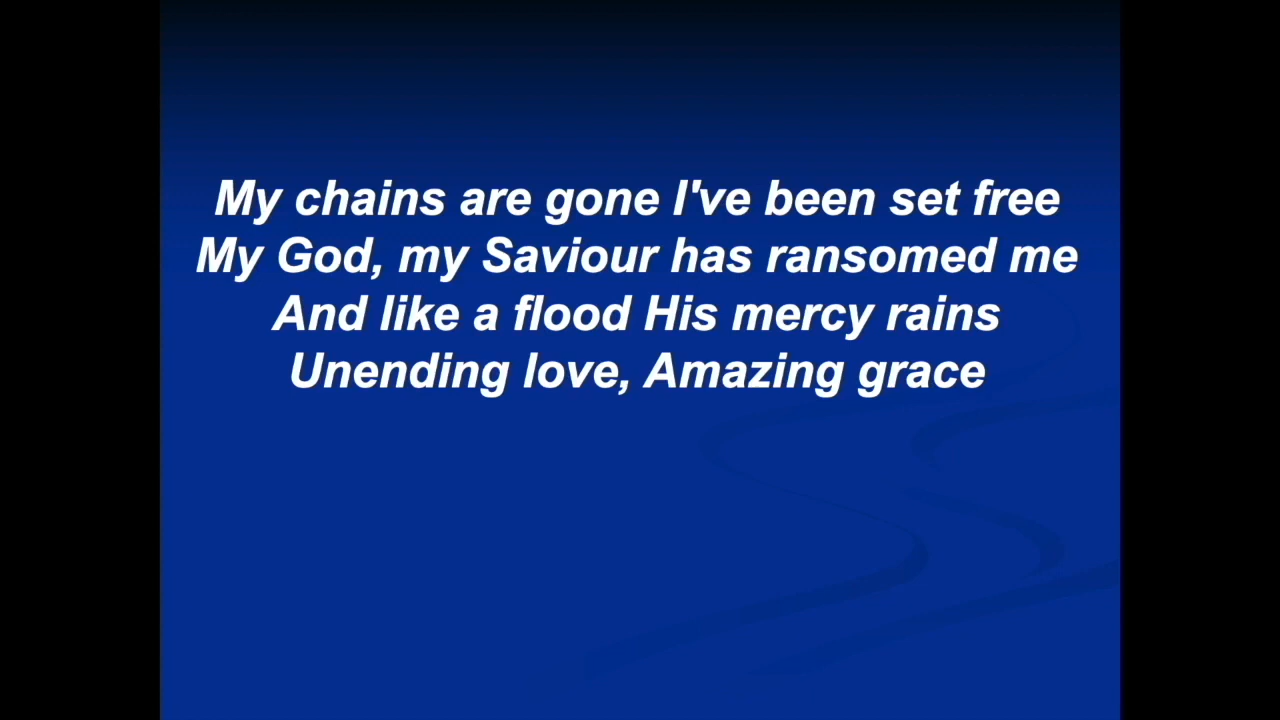 My chains are gone I've been set free
My God, my Saviour has ransomed me
And like a flood His mercy rains
Unending love, Amazing grace